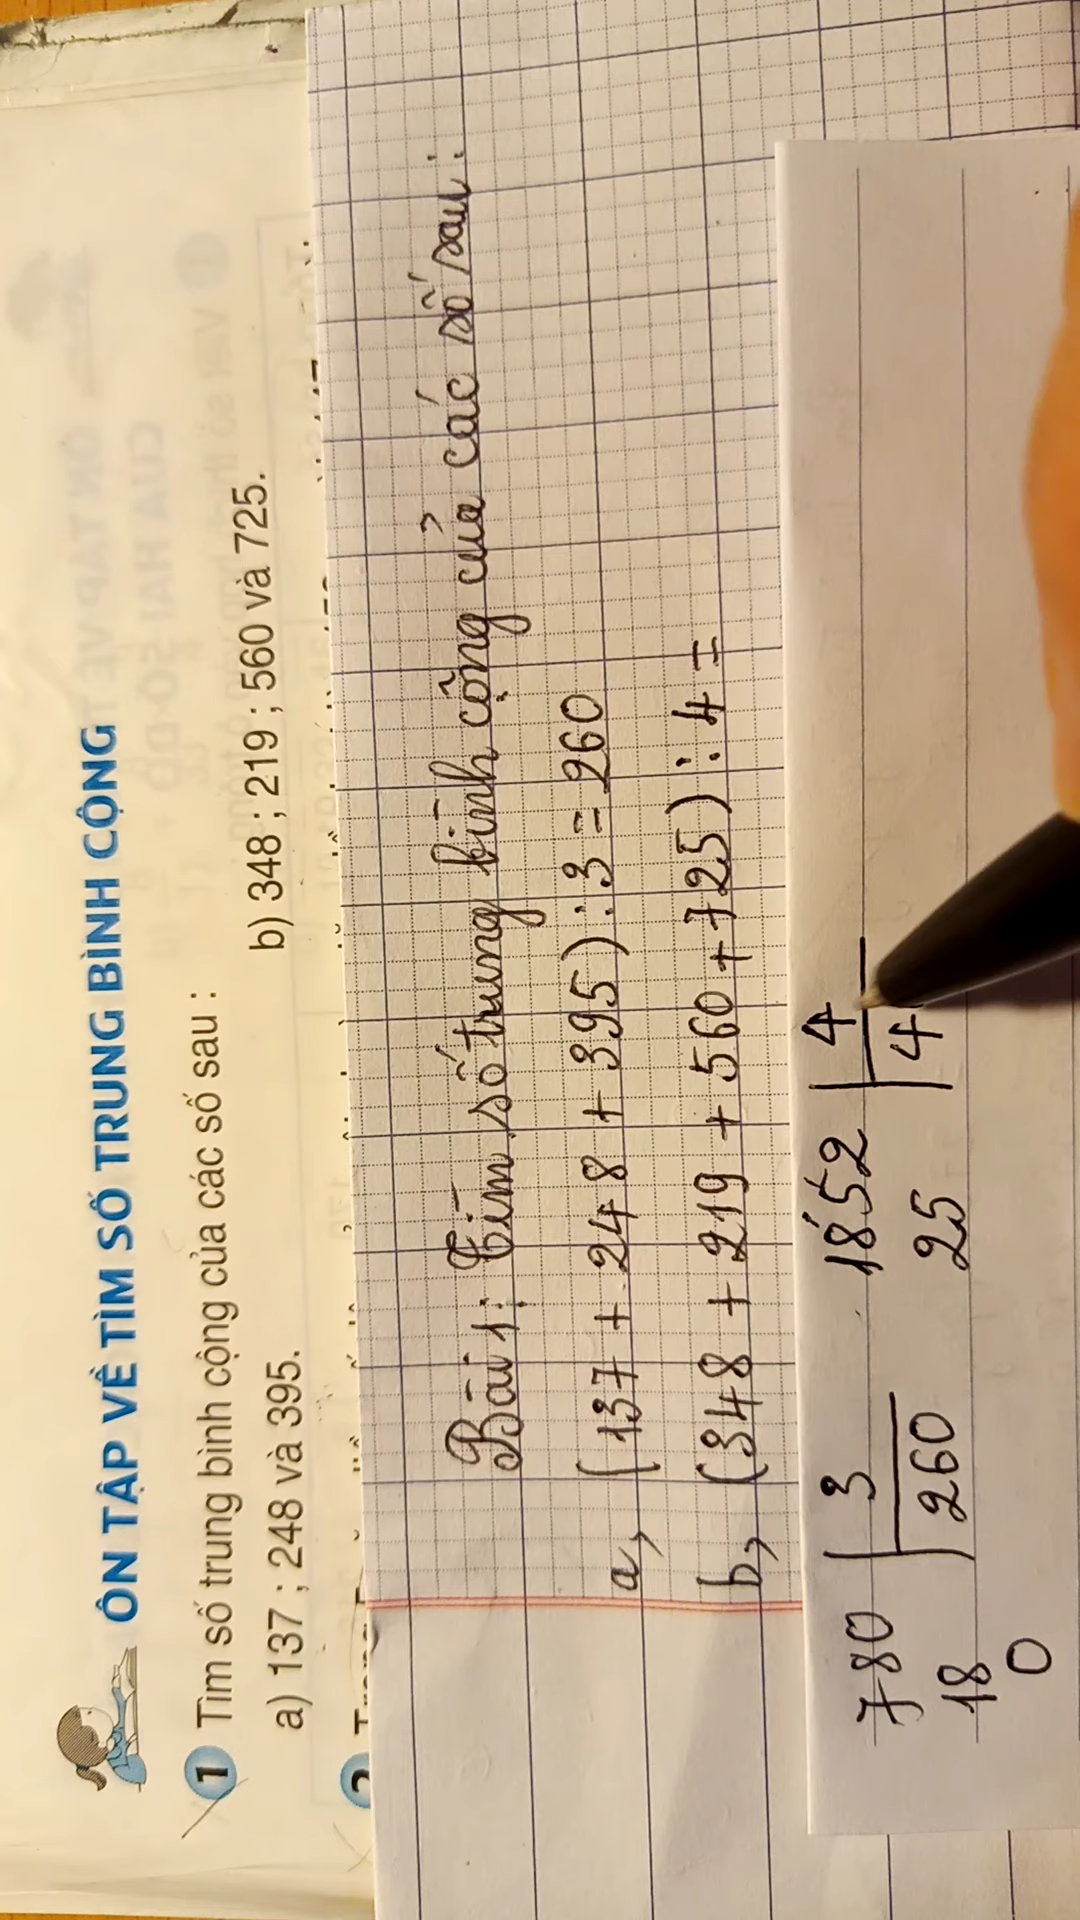 ÔN TẬP VỀ TÌM SỐ TRUNG BÌNH CỘNG
1 Tìm số trung bình cộng của các số sau :
a) 137 ; 248 và 395. b) 348 ; 219 ; 560 và 725.
2
Bài 1: Tìm số trung bình cộng của các số sau:
a, (137 + 248 + 395) : 3 = 260
b, (348 + 219 + 560 + 725) : 4 =
780 3 1852 4
18 260 25 4
0